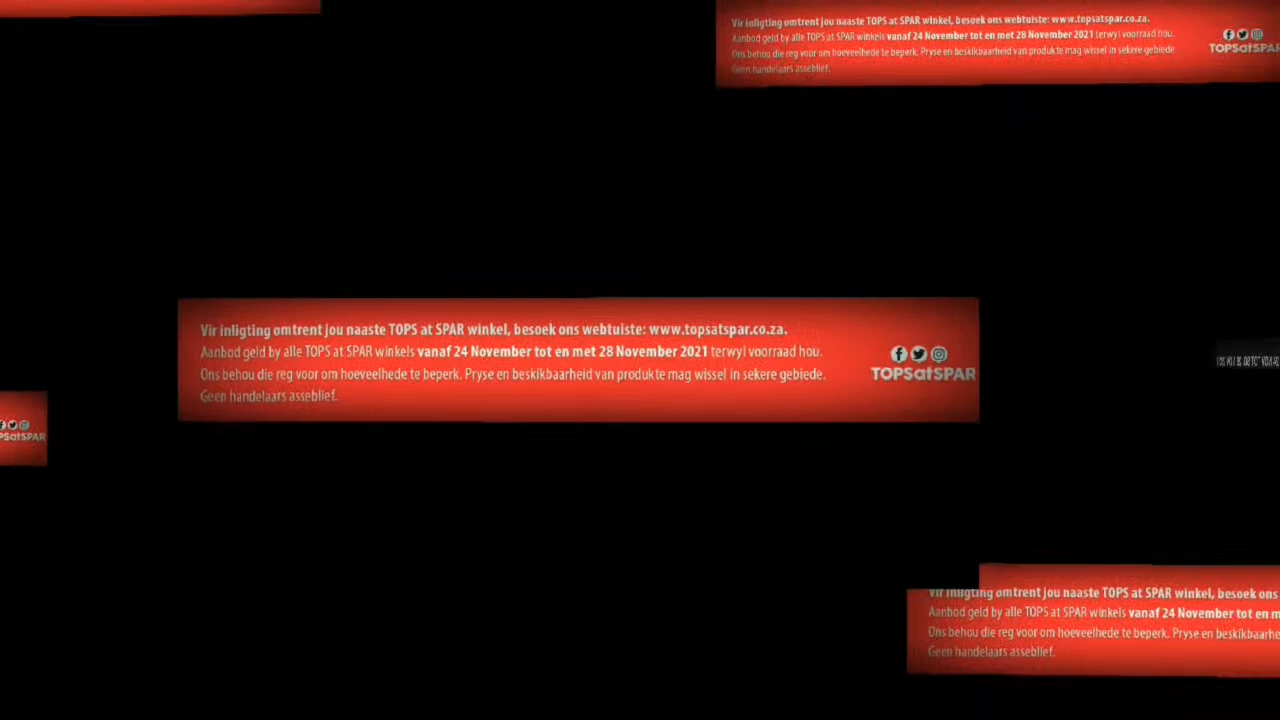 Vir inligting omtrent jou naaste TOPS at SPAR winkel, besoek ons webtuiste: www.topsatspar.co.za.
Aanbod geld by alle TOPS at SPAR winkels vanaf 24 November tot en met 28 November 2021 terwyl voorraad hou.
Ons behou die reg voor om hoeveelhede te beperk. Pryse en beskikbaarheid van produkte mag wissel in sekere gebiede.
Geen handelaars asseblief.
TOPSatSPAR
Vir inligting omtrent jou naaste TOPS at SPAR winkel, besoek ons webtuiste: www.topsatspar.co.za.
Aanbod geld by alle TOPS at SPAR winkels vanaf 24 November tot en met 28 November 2021 terwyl voorraad hou.
Ons behou die reg voor om hoeveelhede te beperk. Pryse en beskikbaarheid van produkte mag wissel in sekere gebiede.
Geen handelaars asseblief.
TOPSatSPAR
PSatSPAR
Vir inligting omtrent jou naaste TOPS at SPAR winkel, besoek ons
Aanbod geld by alle TOPS at SPAR winkels vanaf 24 November tot en m
Ons behou die reg voor om hoeveelhede te beperk. Pryse en beskikbaarhe
Geen handelaars asseblief.